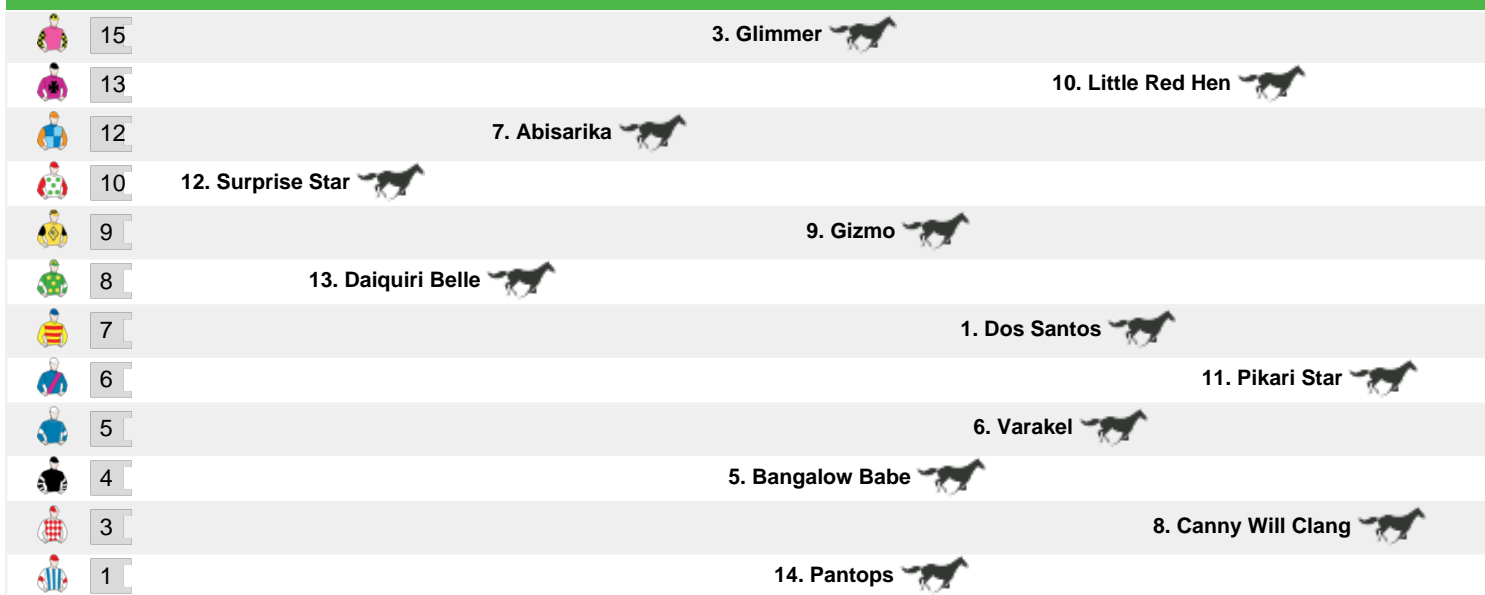 15 3. Glimmer
13 10. Little Red Hen
12 7. Abisarika
10 12. Surprise Star
9 9. Gizmo
8 13. Daiquiri Belle
7 1. Dos Santos
6 11. Pikari Star
5 6. Varakel
4 5. Bangalow Babe
3 8. Canny Will Clang
1 14. Pantops